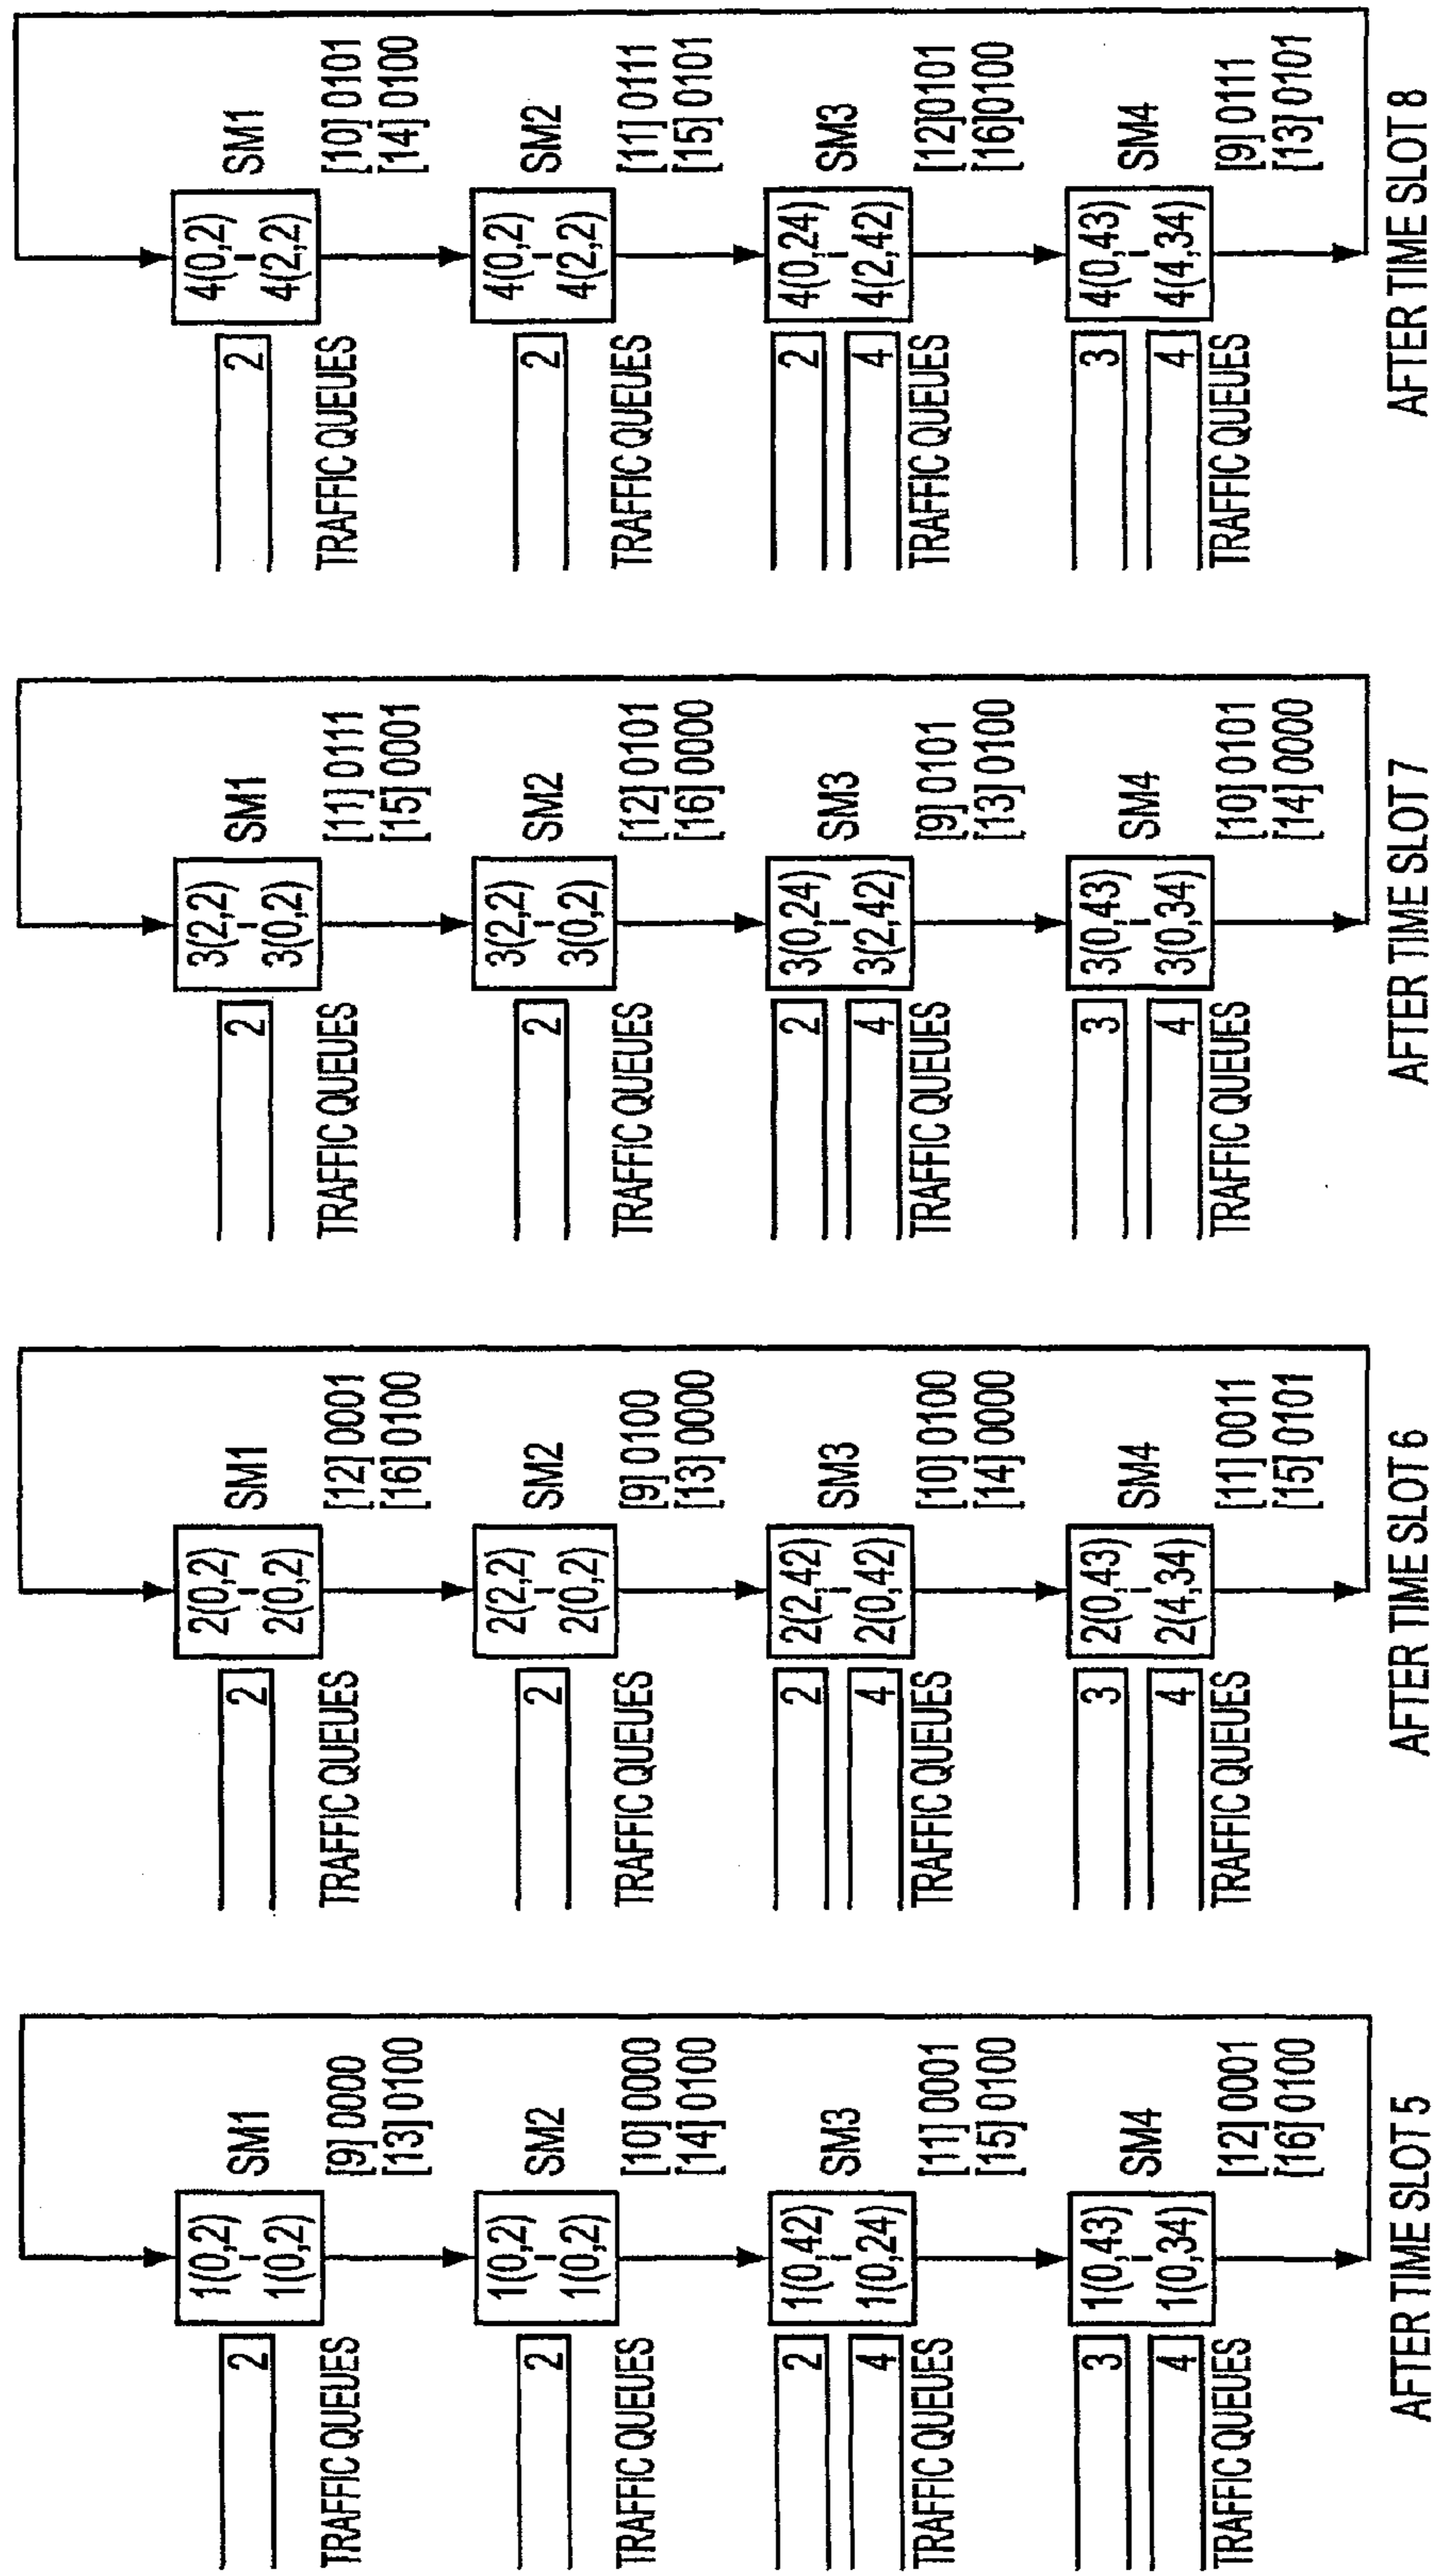 1(0,2)
2
SM1
1(0,2)
TRAFFIC QUEUES
[9] 0000
[13] 0100
1(0,2)
2
SM2
1(0,2)
TRAFFIC QUEUES
[10] 0000
[14] 0100
2
1(0,42)
SM3
4
1(0,24)
TRAFFIC QUEUES
[11] 0001
[15] 0100
3
1(0,43)
SM4
4
1(0,34)
TRAFFIC QUEUES
[12] 0001
[16] 0100
AFTER TIME SLOT 5
2(0,2)
2
SM1
2(0,2)
TRAFFIC QUEUES
[12] 0001
[16] 0100
2(2,2)
2
SM2
2(0,2)
TRAFFIC QUEUES
[9] 0100
[13] 0000
2
2(2,42)
SM3
4
2(0,42)
TRAFFIC QUEUES
[10] 0100
[14] 0000
3
2(0,43)
SM4
4
2(4,34)
TRAFFIC QUEUES
[11] 0011
[15] 0101
AFTER TIME SLOT 6
3(2,2)
2
SM1
3(0,2)
TRAFFIC QUEUES
[11] 0111
[15] 0001
3(2,2)
2
SM2
3(0,2)
TRAFFIC QUEUES
[12] 0101
[16] 0000
2
3(0,24)
SM3
4
3(2,42)
TRAFFIC QUEUES
[9] 0101
[13] 0100
3
3(0,43)
SM4
4
3(0,34)
TRAFFIC QUEUES
[10] 0101
[14] 0000
AFTER TIME SLOT 7
4(0,2)
2
SM1
4(2,2)
TRAFFIC QUEUES
[10] 0101
[14] 0100
4(0,2)
2
SM2
4(2,2)
TRAFFIC QUEUES
[11] 0111
[15] 0101
2
4(0,24)
SM3
4
4(2,42)
TRAFFIC QUEUES
[12] 0101
[16] 0100
3
4(0,43)
SM4
4
4(4,34)
TRAFFIC QUEUES
[9] 0111
[13] 0101
AFTER TIME SLOT 8